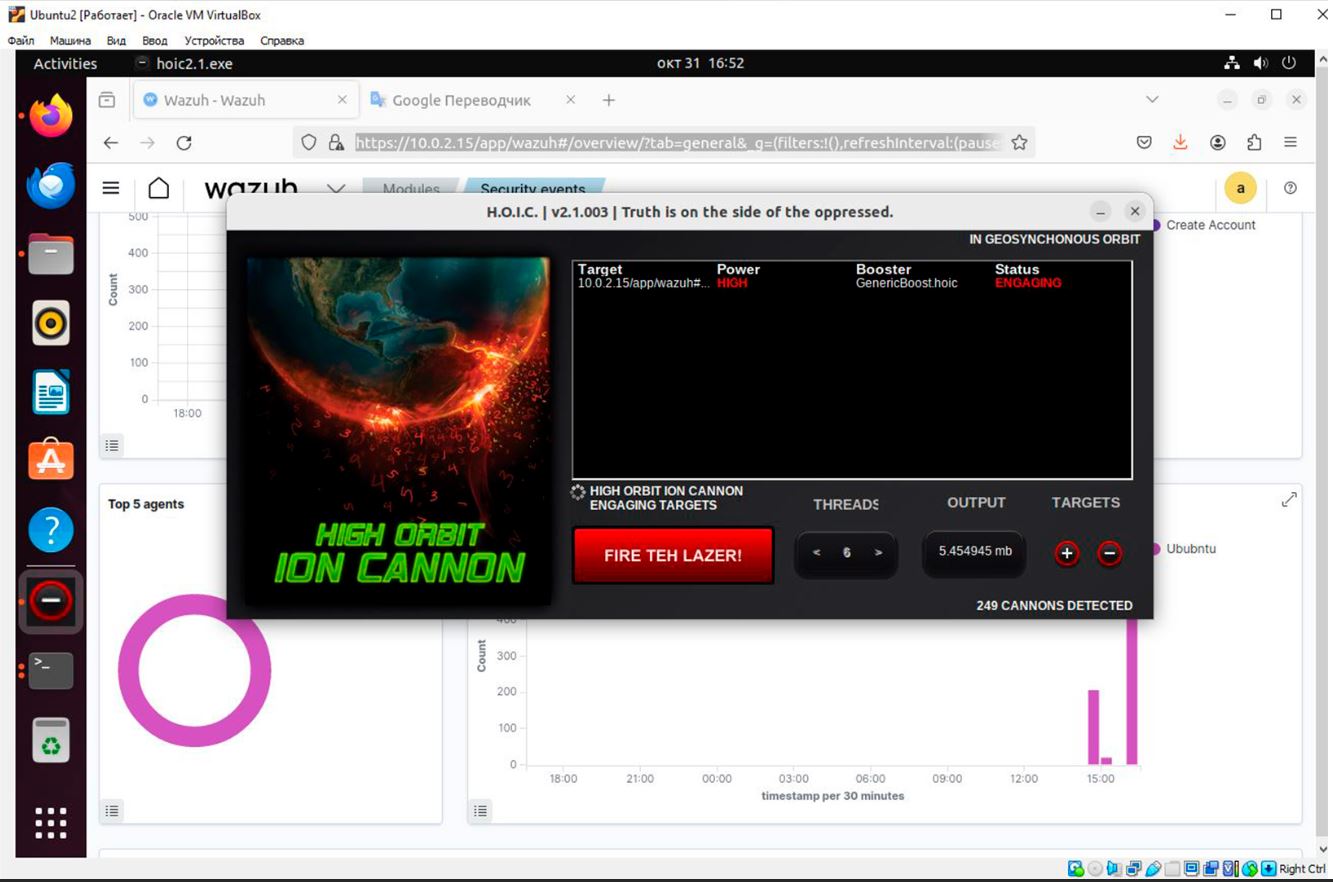 Ubuntu2 [Работает] - Oracle VM VirtualBox
Файл Машина Вид Ввод Устройства Справка
Activities hoic2.1.exe окт 31 16:52
Wazuh - Wazuh Google Переводчик
https://10.0.2.15/app/wazuh#/overview/?tab=general&_g=(filters:!(),refreshInterval:(pause
wazuh Modules Security events a
H.O.I.C. | v2.1.003 | Truth is on the side of the oppressed.
IN GEOSYNCHONOUS ORBIT
Target Power Booster Status
10.0.2.15/app/wazuh#... HIGH GenericBoost.hoic ENGAGING
HIGH ORBIT
ION CANNON
HIGH ORBIT ION CANNON
ENGAGING TARGETS
THREADS OUTPUT TARGETS
FIRE TEH LAZER!
< 6 >
5.454945 mb
249 CANNONS DETECTED
Create Account
500
400
300
200
100
0
Count
18:00
Top 5 agents
Ububntu
400
300
200
100
0
Count
18:00 21:00 00:00 03:00 06:00 09:00 12:00 15:00
timestamp per 30 minutes
Right Ctrl